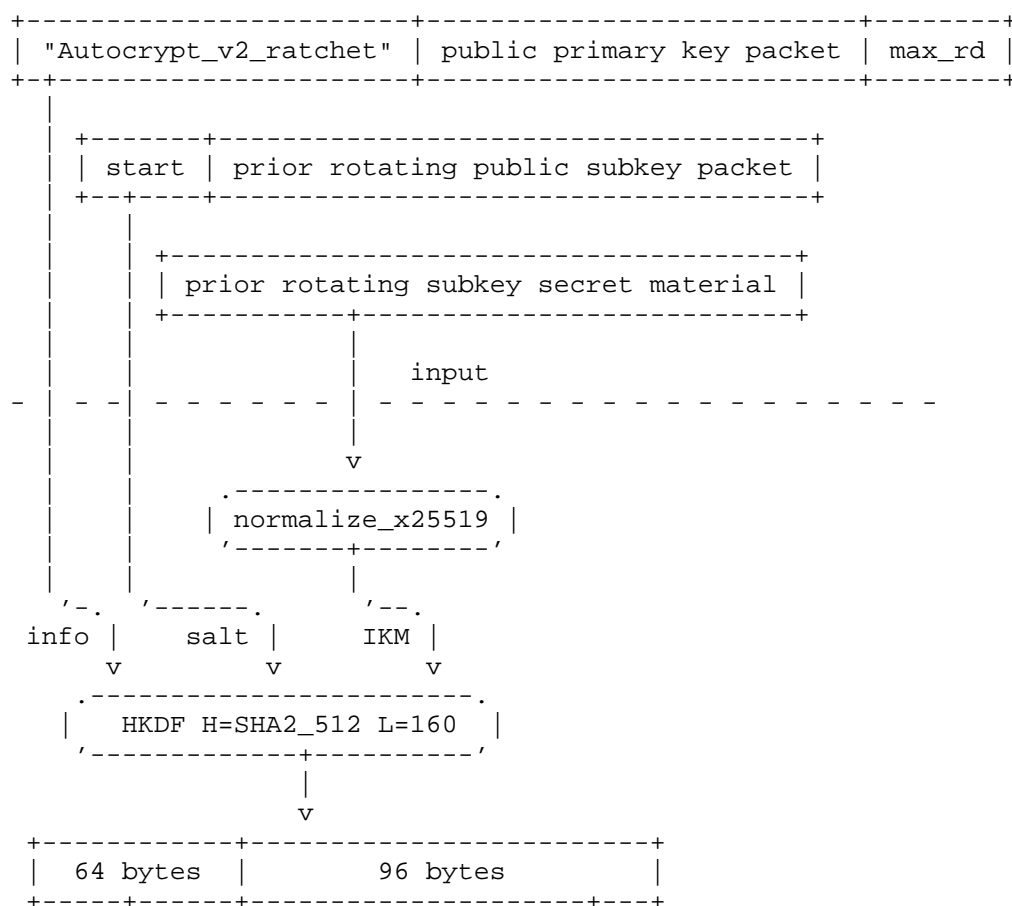 "Autocrypt_v2_ratchet" | public primary key packet | max_rd
start | prior rotating public subkey packet
prior rotating subkey secret material
input
normalize_x25519
info salt IKM
v v v
HKDF H=SHA2_512 L=160
v
64 bytes | 96 bytes